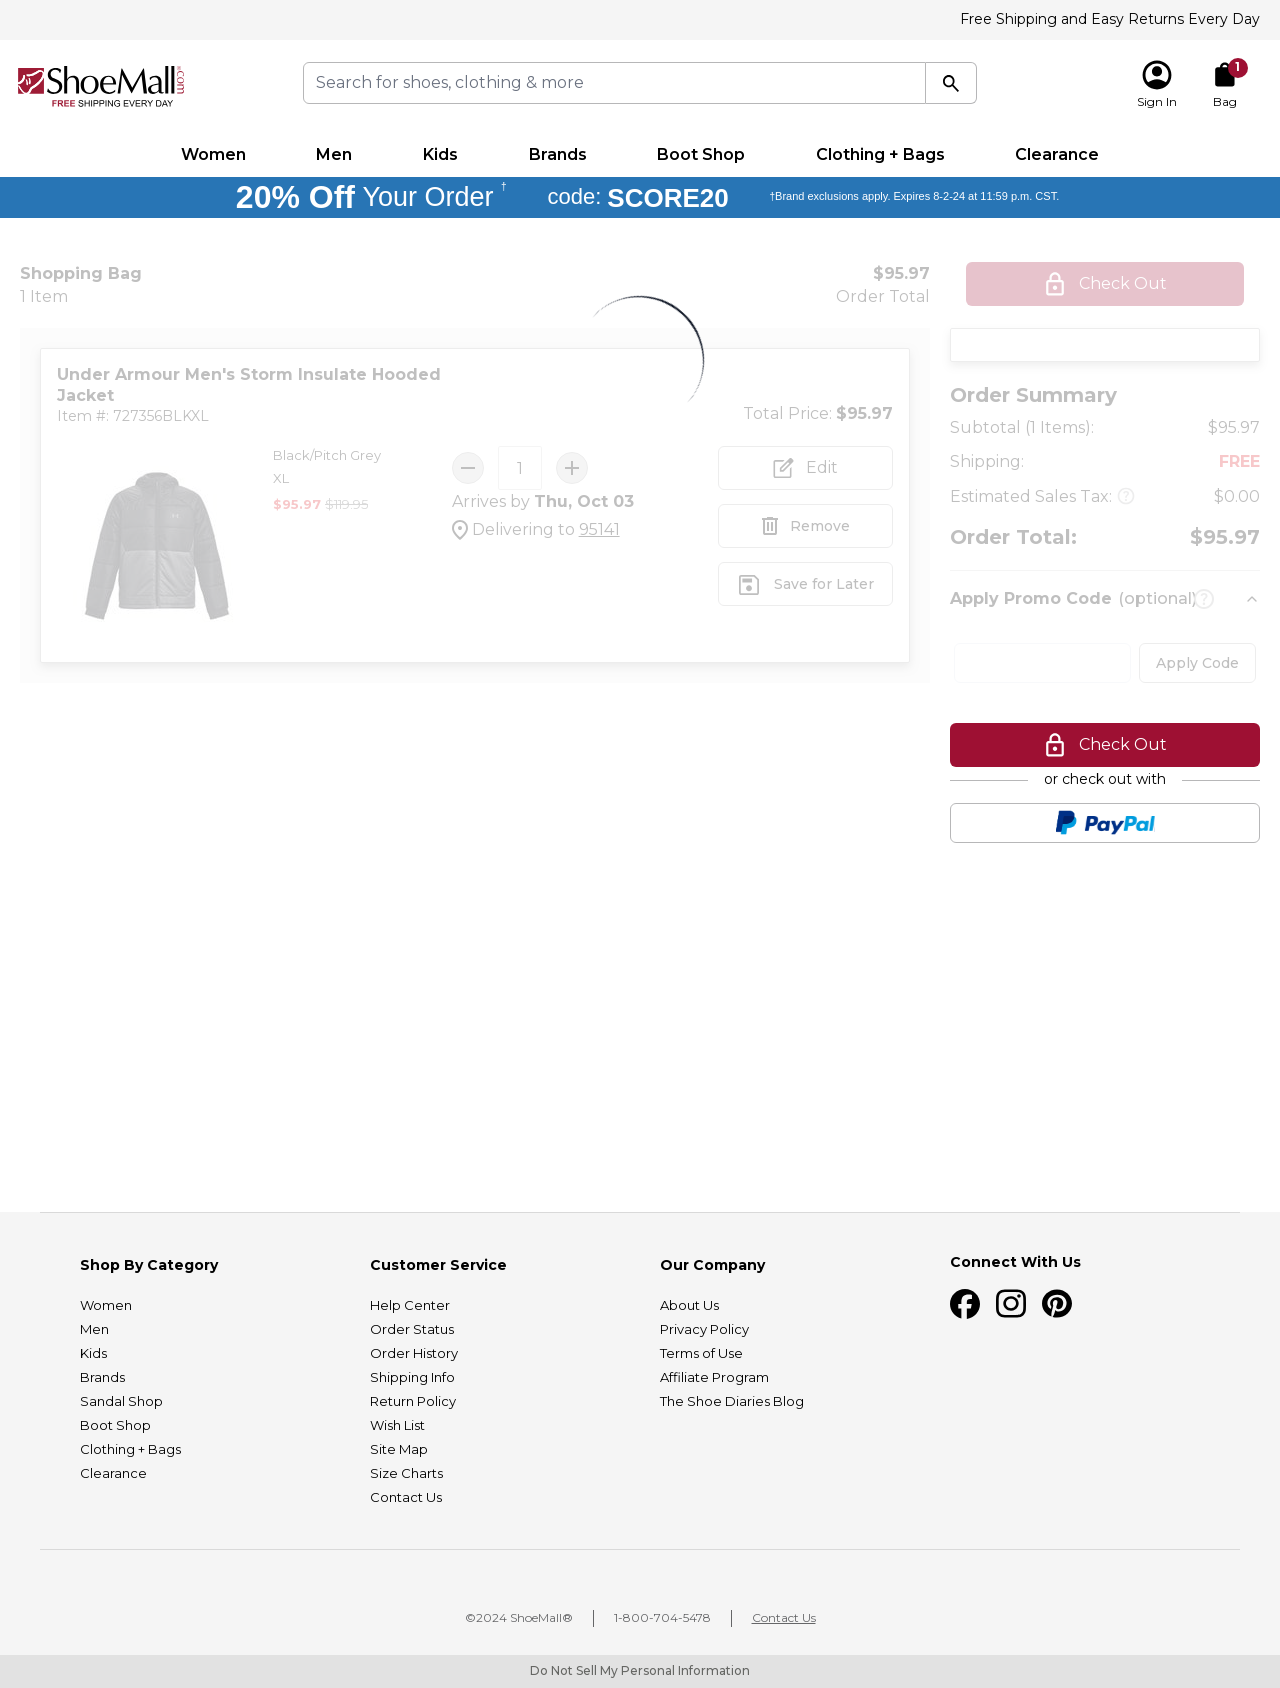 Free Shipping and Easy Returns Every Day
ShoeMall.com
FREE SHIPPING EVERY DAY
Search for shoes, clothing & more
1
Sign In
Bag
Women Men Kids Brands Boot Shop Clothing + Bags Clearance
20% Off Your Order † code: SCORE20 †Brand exclusions apply. Expires 8-2-24 at 11:59 p.m. CST.
Shopping Bag
1 Item
$95.97
Order Total
Check Out
Under Armour Men's Storm Insulate Hooded
Jacket
Item #: 727356BLKXL
Total Price: $95.97
Black/Pitch Grey
XL
$95.97 $119.95
1
Arrives by Thu, Oct 03
Delivering to 95141
Edit
Remove
Save for Later
Order Summary
Subtotal (1 Items): $95.97
Shipping: FREE
Estimated Sales Tax: ? $0.00
Order Total: $95.97
Apply Promo Code (optional) ?
Apply Code
Check Out
or check out with
PayPal
Shop By Category
Women
Men
Kids
Brands
Sandal Shop
Boot Shop
Clothing + Bags
Clearance
Customer Service
Help Center
Order Status
Order History
Shipping Info
Return Policy
Wish List
Site Map
Size Charts
Contact Us
Our Company
About Us
Privacy Policy
Terms of Use
Affiliate Program
The Shoe Diaries Blog
Connect With Us
©2024 ShoeMall® 1-800-704-5478 Contact Us
Do Not Sell My Personal Information